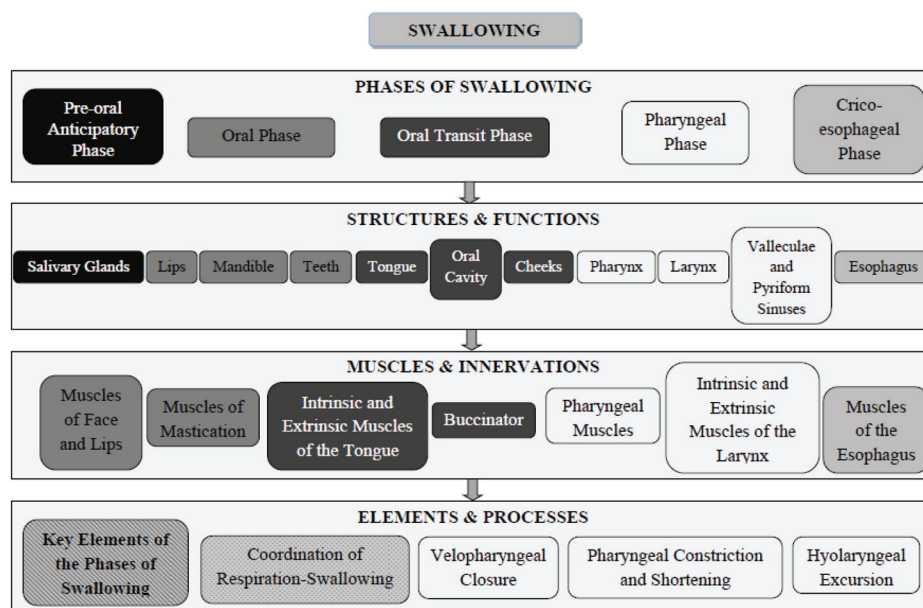 SWALLOWING
PHASES OF SWALLOWING
Pre-oral
Anticipatory
Phase
Oral Phase
Oral Transit Phase
Pharyngeal
Phase
Crico-
esophageal
Phase
STRUCTURES & FUNCTIONS
Salivary Glands
Lips
Mandible
Teeth
Tongue
Oral
Cavity
Cheeks
Pharynx
Larynx
Valleculae
and
Pyriform
Sinuses
Esophagus
MUSCLES & INNERVATIONS
Muscles
of Face
and Lips
Muscles of
Mastication
Intrinsic and
Extrinsic Muscles
of the Tongue
Buccinator
Pharyngeal
Muscles
Intrinsic and
Extrinsic
Muscles of the
Larynx
Muscles
of the
Esophagus
ELEMENTS & PROCESSES
Key Elements of
the Phases of
Swallowing
Coordination of
Respiration-Swallowing
Velopharyngeal
Closure
Pharyngeal Constriction
and Shortening
Hyolaryngeal
Excursion